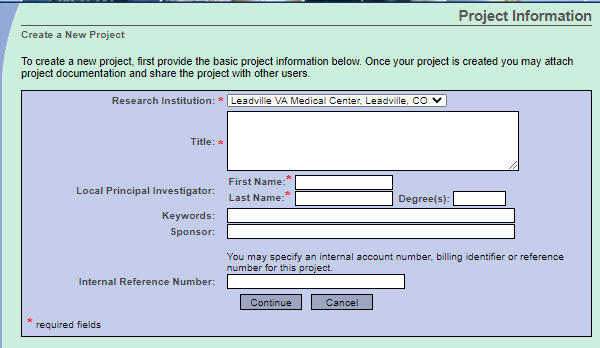 Project Information
Create a New Project
To create a new project, first provide the basic project information below. Once your project is created you may attach
project documentation and share the project with other users.
Research Institution: * Leadville VA Medical Center, Leadville, CO
Title: *
Local Principal Investigator:
First Name:*
Last Name:* Degree(s):
Keywords:
Sponsor:
You may specify an internal account number, billing identifier or reference
number for this project.
Internal Reference Number:
Continue Cancel
* required fields